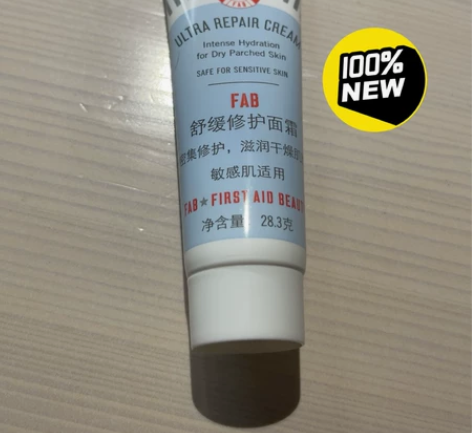 ULTRA REPAIR CREAM
Intense Hydration
for Dry Parched Skin
SAFE FOR SENSITIVE SKIN
FAB
舒缓修护面霜
集修护，滋润干燥
敏感肌适用
FAB★FIRST AID BEAU
净含量 28.3克
100%
NEW